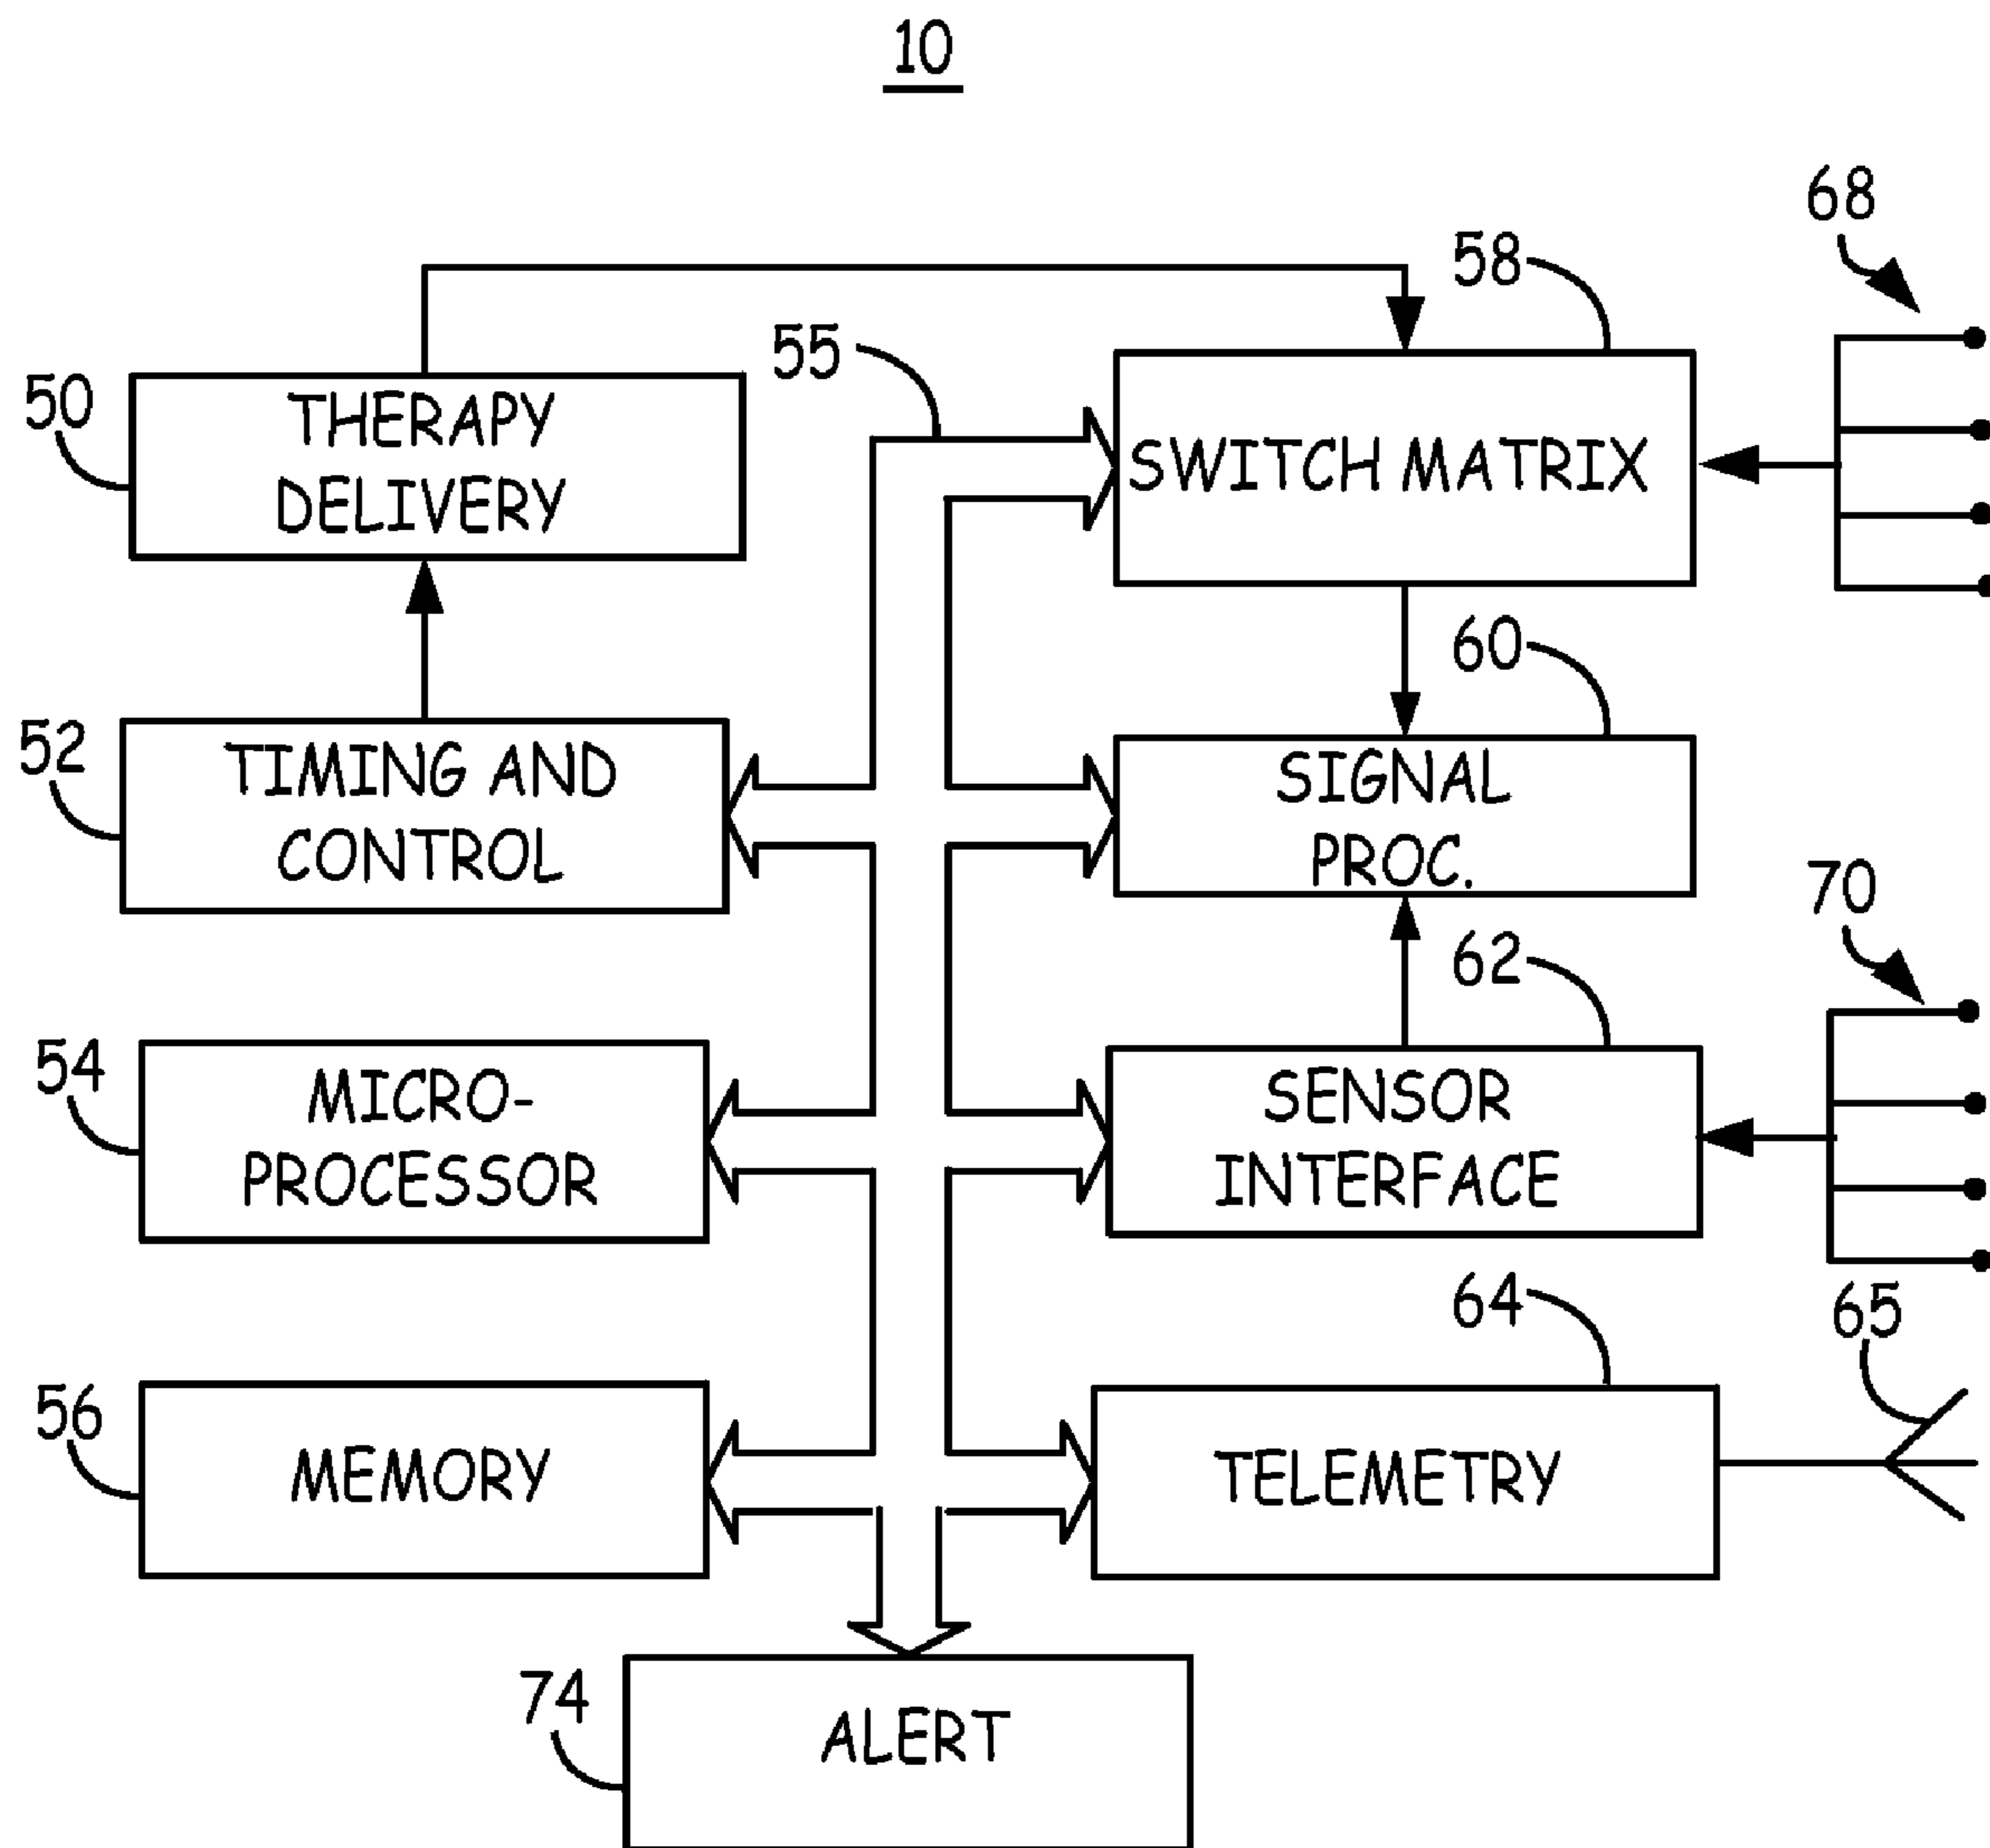 10
68
58
55
50
THERAPY
DELIVERY
SWITCH MATRIX
60
52
TIMING AND
CONTROL
SIGNAL
PROC.
70
62
54
MICRO-
PROCESSOR
SENSOR
INTERFACE
64
65
56
MEMORY
TELEMETRY
74
ALERT